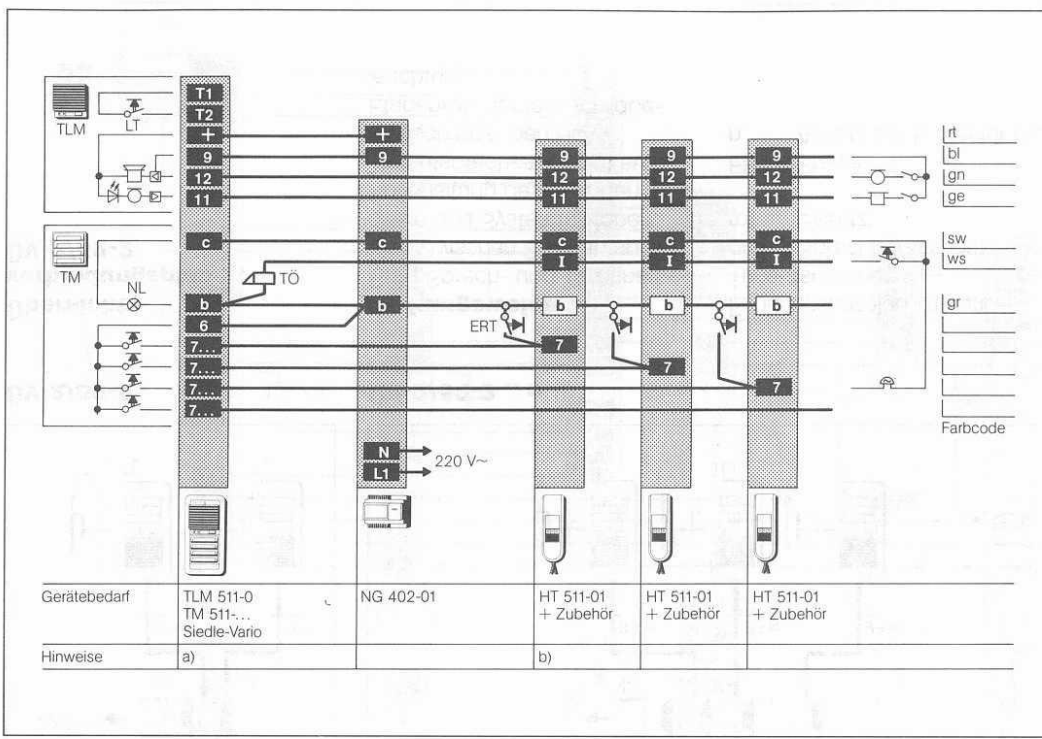 T1
TLM LT T2 rt
+ + bl
9 9 9 9 9 gn
12 12 12 12 ge
11 11 11 11
c c c c c sw
TM I I I ws
TÖ
NL
b b b b b gr
6 ERT
7... 7
7... 7
7... 7
7...
Farbcode
N 220 V~
L1
Gerätebedarf TLM 511-0 NG 402-01 HT 511-01 HT 511-01 HT 511-01
TM 511-... + Zubehör + Zubehör + Zubehör
Siedle-Vario
Hinweise a) b)